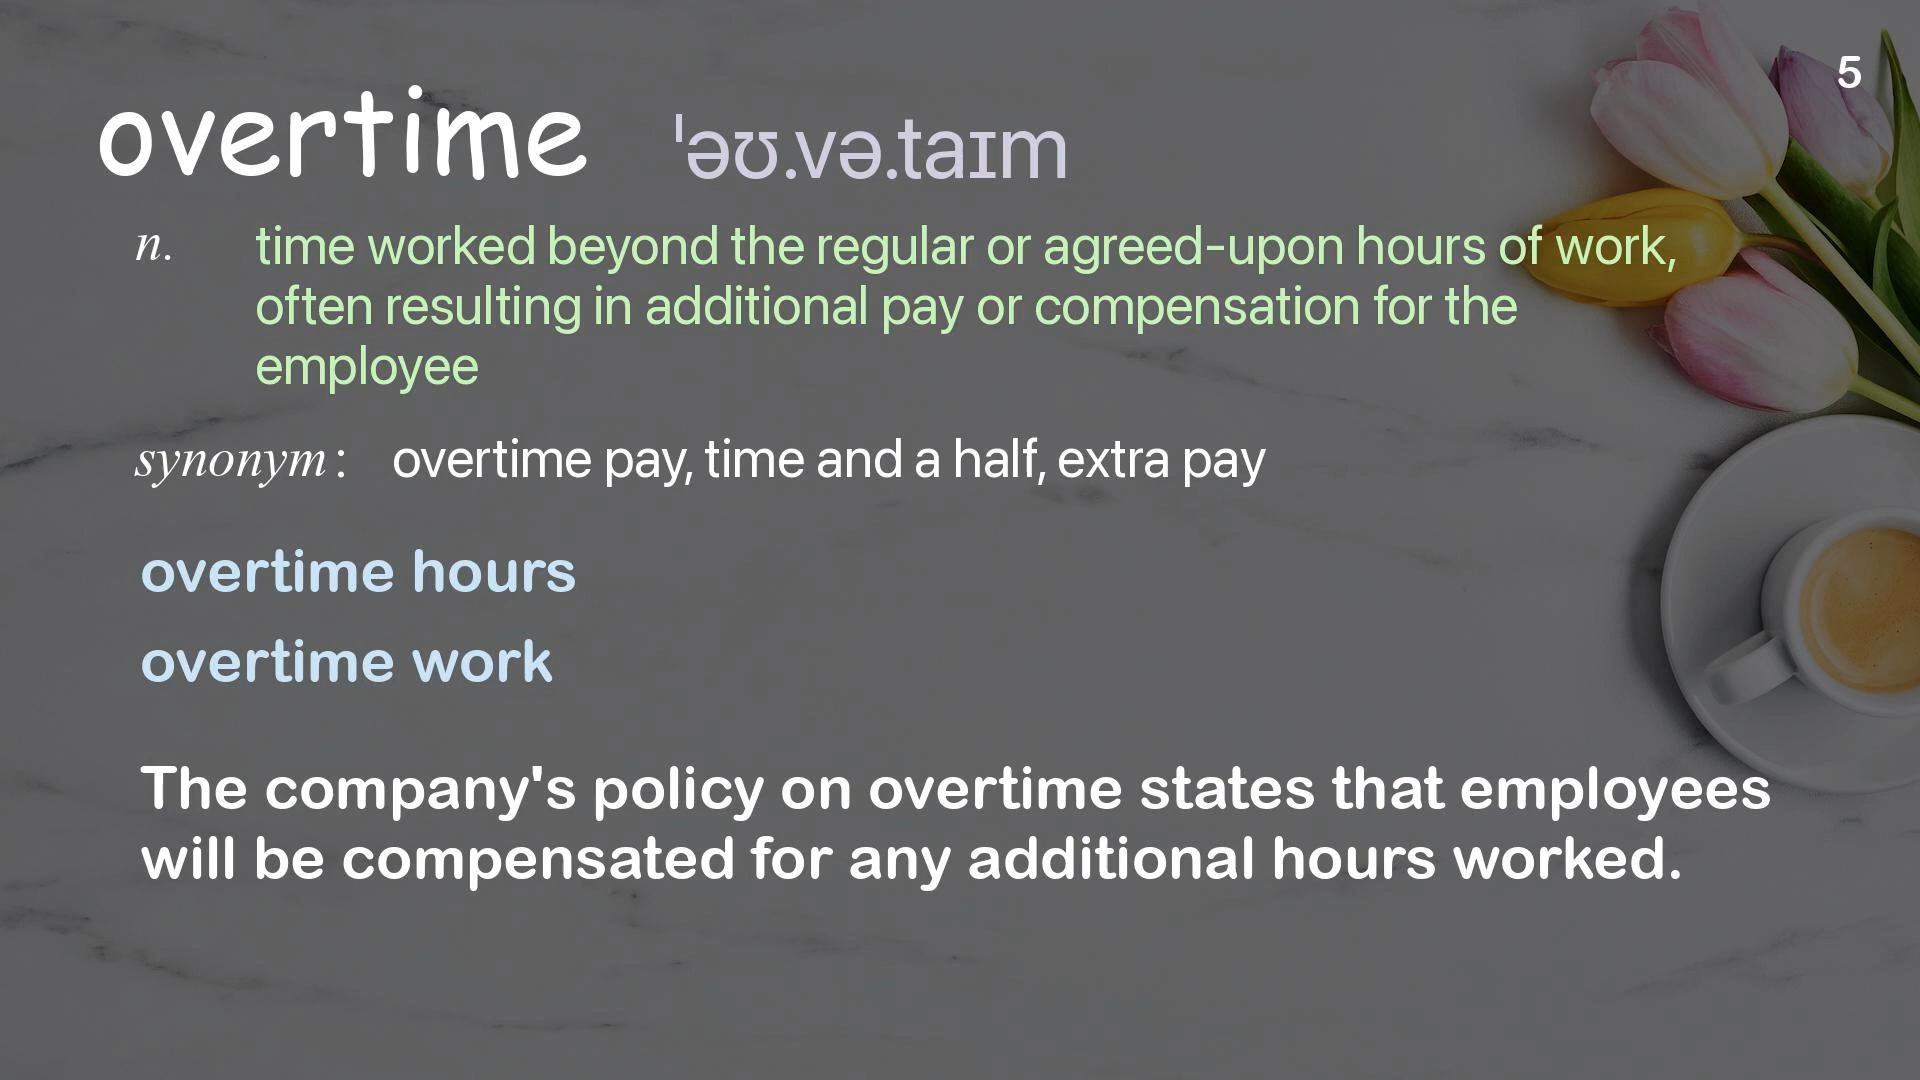 5
overtime ˈəʊ.və.taɪm
n. time worked beyond the regular or agreed-upon hours of work,
often resulting in additional pay or compensation for the
employee
synonym: overtime pay, time and a half, extra pay
overtime hours
overtime work
The company's policy on overtime states that employees
will be compensated for any additional hours worked.